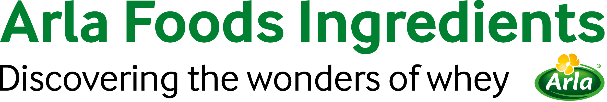 Arla Foods Ingredients
Discovering the wonders of whey
Arla